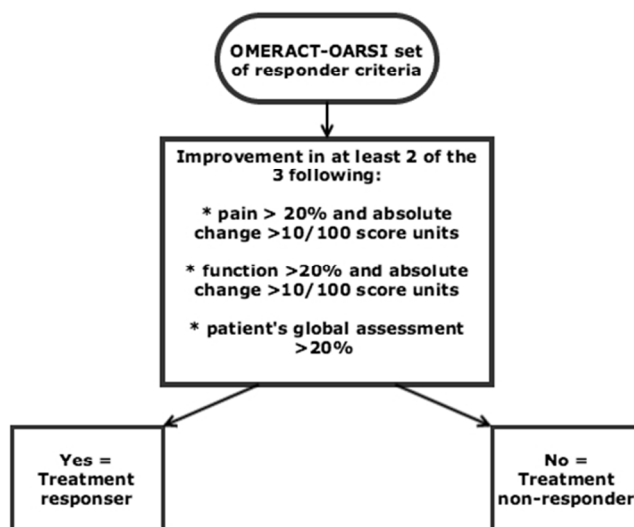 OMERACT-OARSI set
of responder criteria
Improvement in at least 2 of the
3 following:
* pain > 20% and absolute
change >10/100 score units
* function >20% and absolute
change >10/100 score units
* patient's global assessment
>20%
Yes =
Treatment
responser
No =
Treatment
non-responder